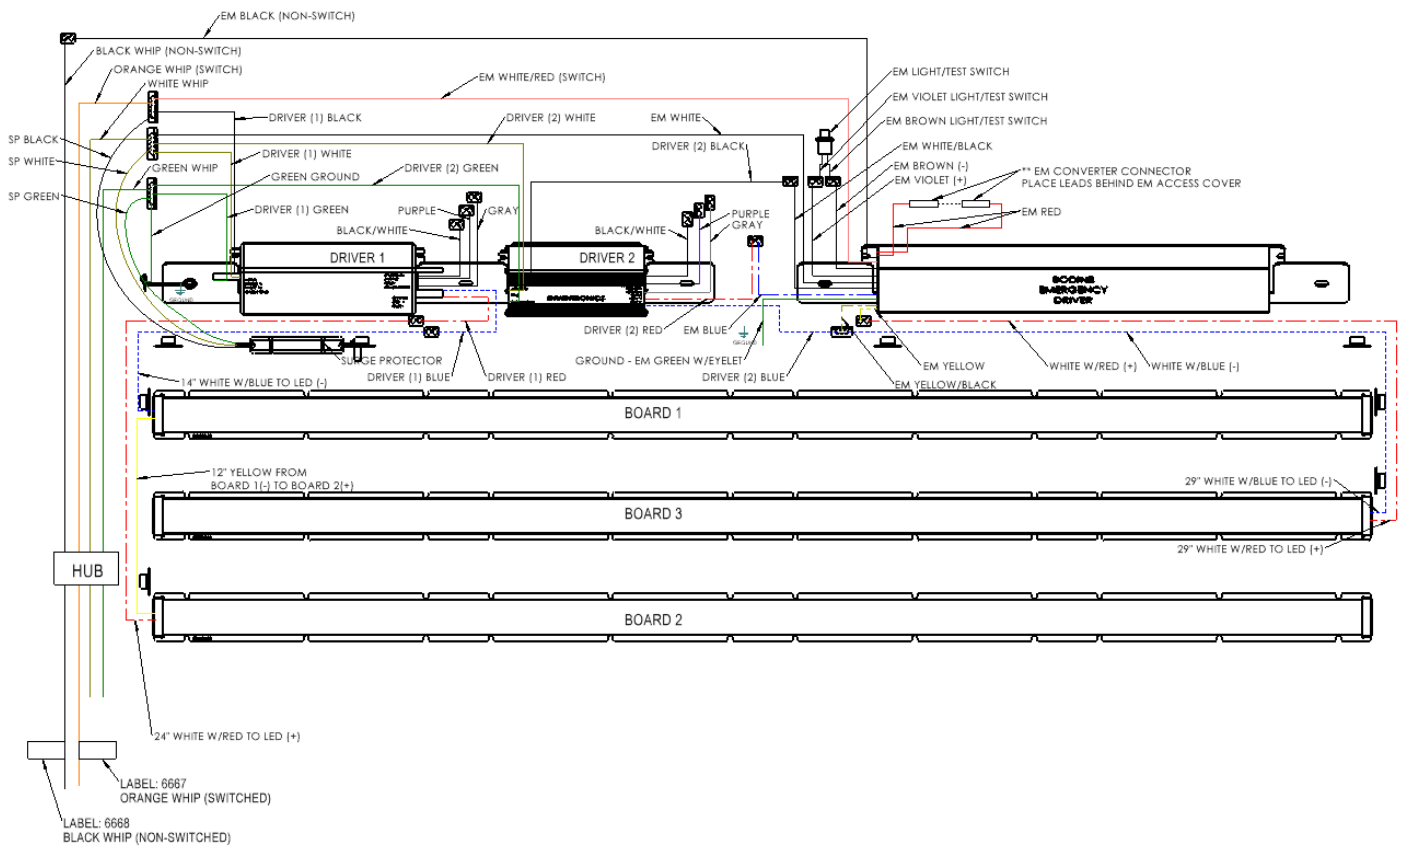 EM BLACK (NON-SWITCH)
BLACK WHIP (NON-SWITCH)
ORANGE WHIP (SWITCH)
WHITE WHIP
EM WHITE/RED (SWITCH)
EM LIGHT/TEST SWITCH
EM VIOLET LIGHT/TEST SWITCH
EM BROWN LIGHT/TEST SWITCH
DRIVER (1) BLACK
DRIVER (2) WHITE
EM WHITE
SP BLACK
DRIVER (2) BLACK
EM WHITE/BLACK
SP WHITE
DRIVER (1) WHITE
GREEN WHIP
DRIVER (2) GREEN
EM BROWN (-)
EM VIOLET (+)
** EM CONVERTER CONNECTOR
PLACE LEADS BEHIND EM ACCESS COVER
GREEN GROUND
SP GREEN
DRIVER (1) GREEN
PURPLE
GRAY
PURPLE
GRAY
EM RED
BLACK/WHITE
BLACK/WHITE
DRIVER 1
DRIVER 2
BODINE
EMERGENCY
DRIVER
INVENTRONICS
GROUND
DRIVER (2) RED
EM BLUE
GROUND
SURGE PROTECTOR
GROUND - EM GREEN W/EYELET
EM YELLOW
WHITE W/RED (+)
WHITE W/BLUE (-)
DRIVER (1) BLUE
DRIVER (1) RED
DRIVER (2) BLUE
14" WHITE W/BLUE TO LED (-)
EM YELLOW/BLACK
BOARD 1
12" YELLOW FROM
BOARD 1(-) TO BOARD 2(+)
29" WHITE W/BLUE TO LED (-)
BOARD 3
29" WHITE W/RED TO LED (+)
HUB
BOARD 2
24" WHITE W/RED TO LED (+)
LABEL: 6667
ORANGE WHIP (SWITCHED)
LABEL: 6668
BLACK WHIP (NON-SWITCHED)